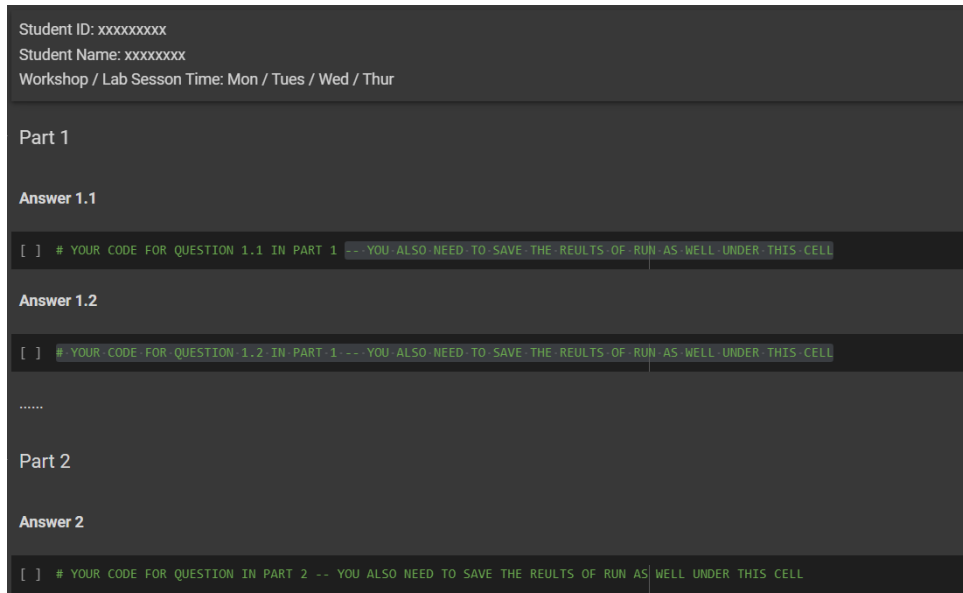 Student ID: xxxxxxxxx
Student Name: xxxxxxxx
Workshop / Lab Sesson Time: Mon / Tues / Wed / Thur
Part 1
Answer 1.1
[ ] # YOUR CODE FOR QUESTION 1.1 IN PART 1 -- YOU ALSO NEED TO SAVE THE REULTS OF RUN AS WELL UNDER THIS CELL
Answer 1.2
[ ] # YOUR CODE FOR QUESTION 1.2 IN PART 1 -- YOU ALSO NEED TO SAVE THE REULTS OF RUN AS WELL UNDER THIS CELL
......
Part 2
Answer 2
[ ] # YOUR CODE FOR QUESTION IN PART 2 -- YOU ALSO NEED TO SAVE THE REULTS OF RUN AS WELL UNDER THIS CELL